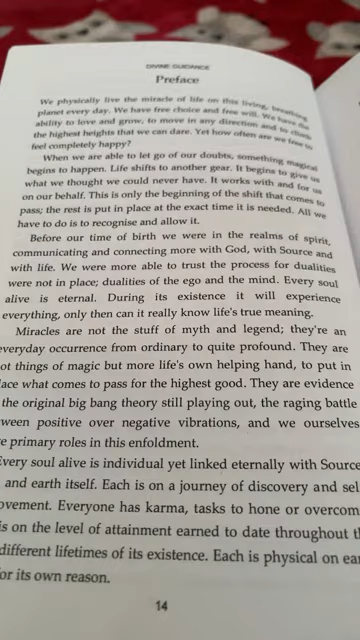 DIVINE GUIDANCE
Preface
We physically live the miracle of life on this living, breathing
planet every day. We have free choice and free will. We have the
ability to love and grow, to move in any direction and to climb
the highest heights that we can dare. Yet how often are we free to
feel completely happy?
When we are able to let go of our doubts, something magical
begins to happen. Life shifts to another gear. It begins to give us
what we thought we could never have. It works with and for us
on our behalf. This is only the beginning of the shift that comes to
pass; the rest is put in place at the exact time it is needed. All we
have to do is to recognise and allow it.
Before our time of birth we were in the realms of spirit,
communicating and connecting more with God, with Source and
with life. We were more able to trust the process for dualities
were not in place; dualities of the ego and the mind. Every soul
alive is eternal. During its existence it will experience
everything, only then can it really know life's true meaning.
Miracles are not the stuff of myth and legend; they're an
everyday occurrence from ordinary to quite profound. They are
ot things of magic but more life's own helping hand, to put in
lace what comes to pass for the highest good. They are evidence
the original big bang theory still playing out, the raging battle
ween positive over negative vibrations, and we ourselves
e primary roles in this enfoldment.
Every soul alive is individual yet linked eternally with Source
and earth itself. Each is on a journey of discovery and sel
ovement. Everyone has karma, tasks to hone or overcom
is on the level of attainment earned to date throughout th
different lifetimes of its existence. Each is physical on ear
for its own reason.
14